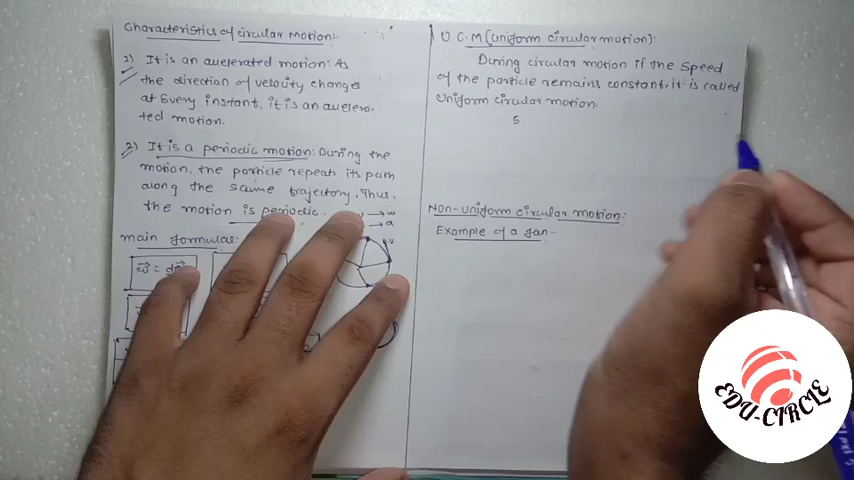 Characteristics of circular motion:
1) It is an accelerated motion: As
the direction of velocity changes
at Every instant, it is an accelera-
ted motion.
2) It is a periodic motion: During the
motion, the particle repeats its path
along the same trajectory. Thus,
the motion is periodic.
main formulas:
U.C.M (uniform circular motion):
During circular motion if the speed
of the particle remains constant, it is called
Uniform circular motion.
s
Non-uniform circular motion:
Example of a fan-
EDU-CIRCLE